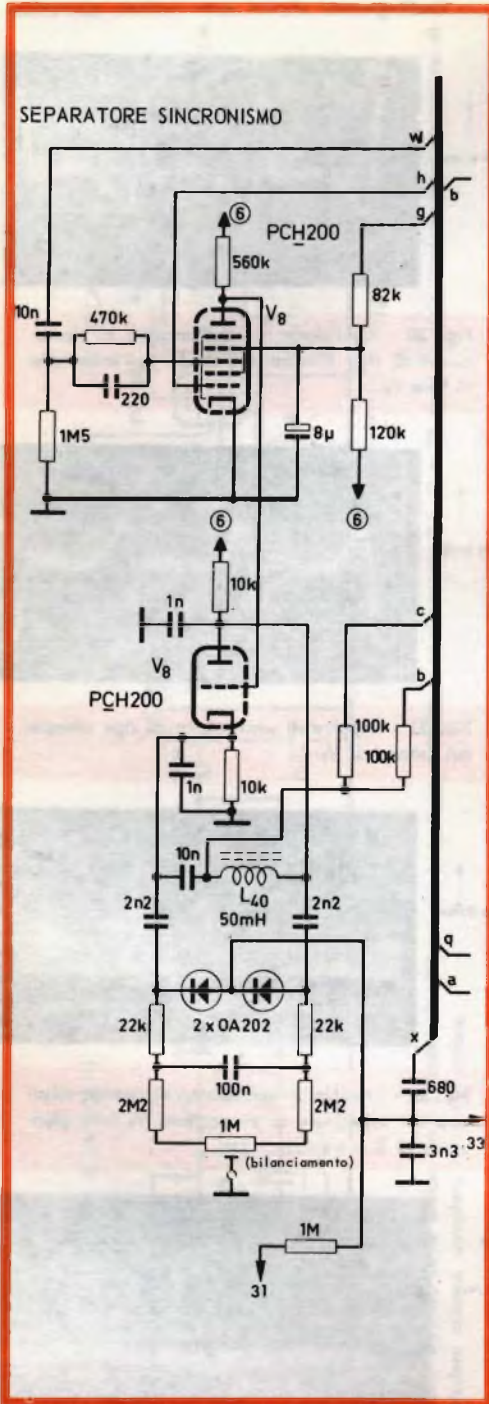 SEPARATORE SINCRONISMO
w
h
b
g
6
PCH200
560k
V8
82k
10n
470k
220
1M5
8µ
120k
6
6
10k
1n
c
V8
b
PCH200
100k
100k
10k
1n
10n
L40
50mH
2n2
2n2
q
a
22k
2 x OA202
22k
x
100n
680
2M2
2M2
33
1M
(bilanciamento)
3n3
1M
31